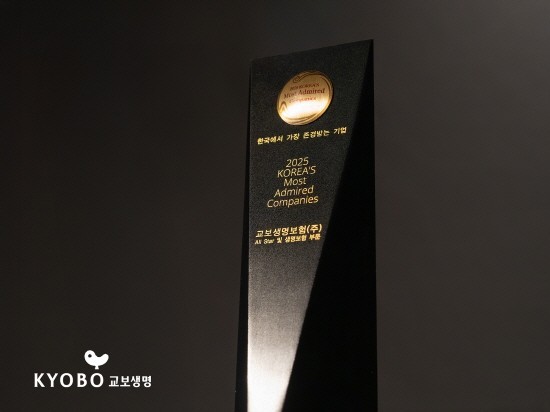 Most Admired
한국에서 가장 존경받는 기업
2025
KOREA'S
Most
Admired
Companies
교보생명보험(주)
All Star 및 생명보험 부문
KYOBO 교보생명